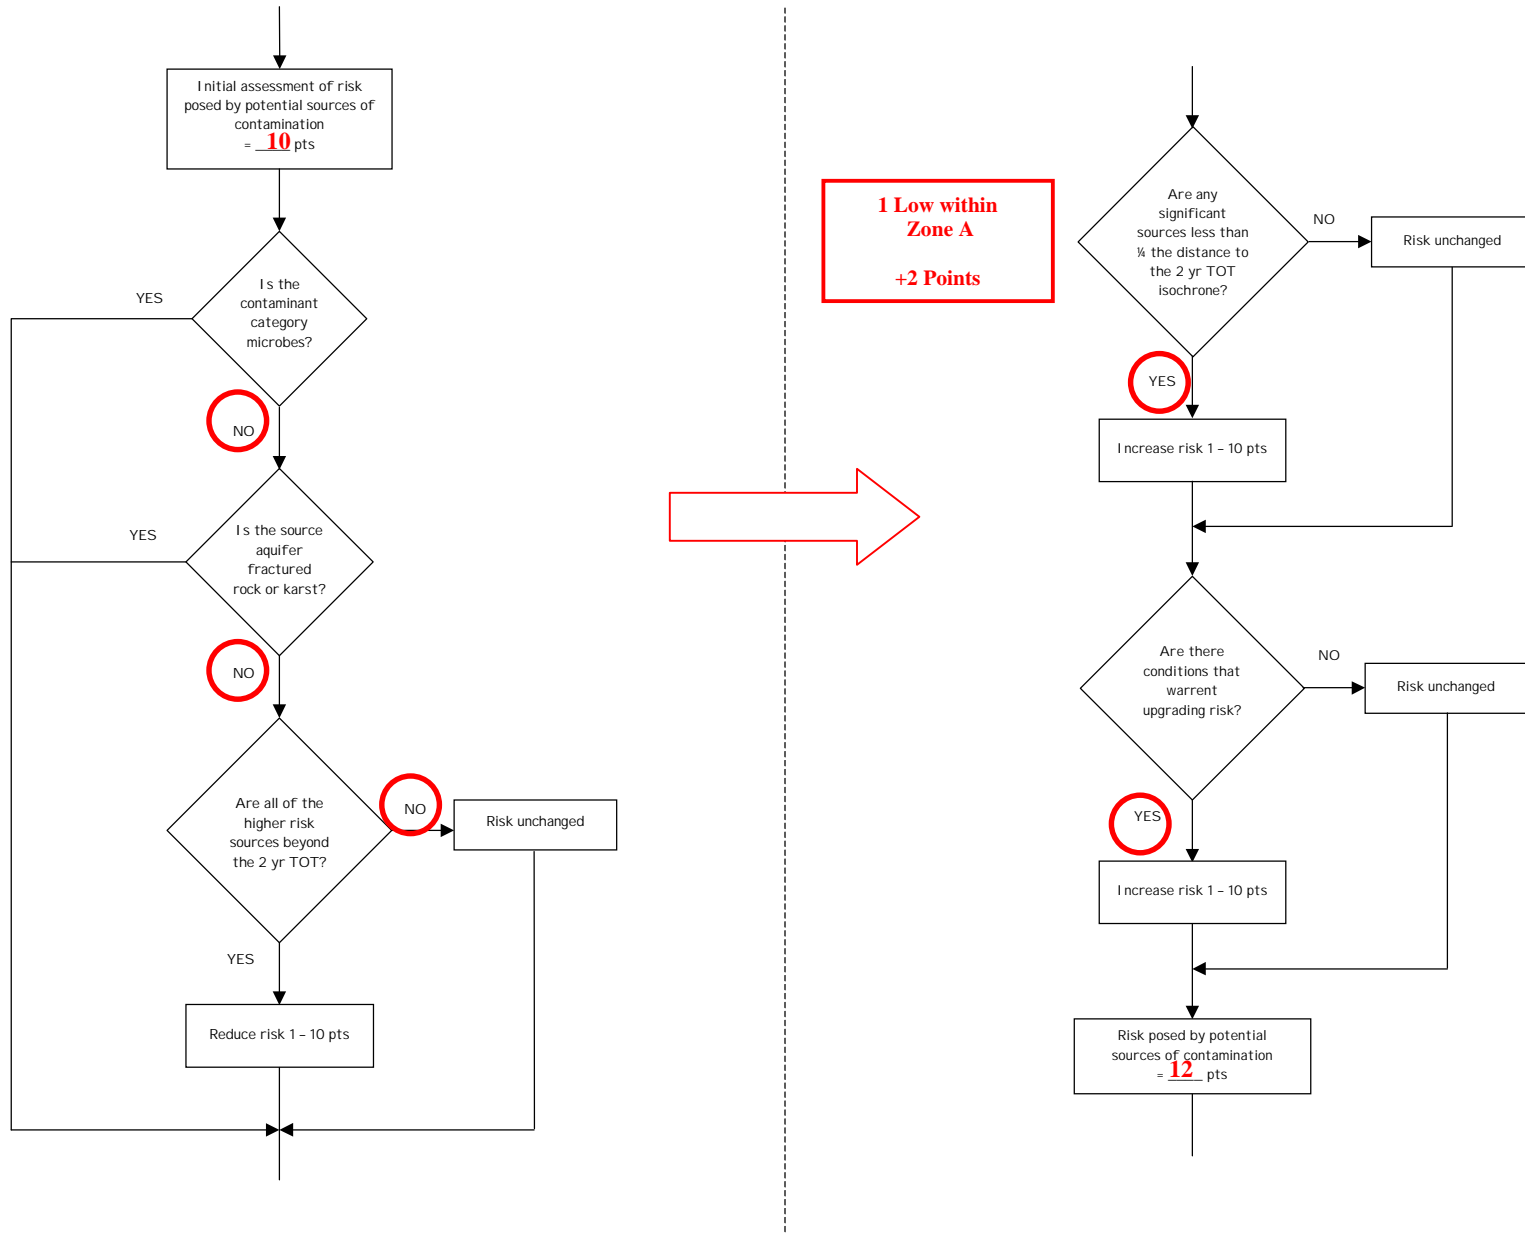 Initial assessment of risk
posed by potential sources of
contamination
= 10 pts
Is the
contaminant
category
microbes?
YES
NO
Is the source
aquifer
fractured
rock or karst?
YES
NO
Are all of the
higher risk
sources beyond
the 2 yr TOT?
NO
Risk unchanged
YES
Reduce risk 1 – 10 pts
1 Low within
Zone A
+2 Points
Are any
significant
sources less than
¼ the distance to
the 2 yr TOT
isochrone?
NO
Risk unchanged
YES
Increase risk 1 – 10 pts
Are there
conditions that
warrent
upgrading risk?
NO
Risk unchanged
YES
Increase risk 1 – 10 pts
Risk posed by potential
sources of contamination
= 12 pts